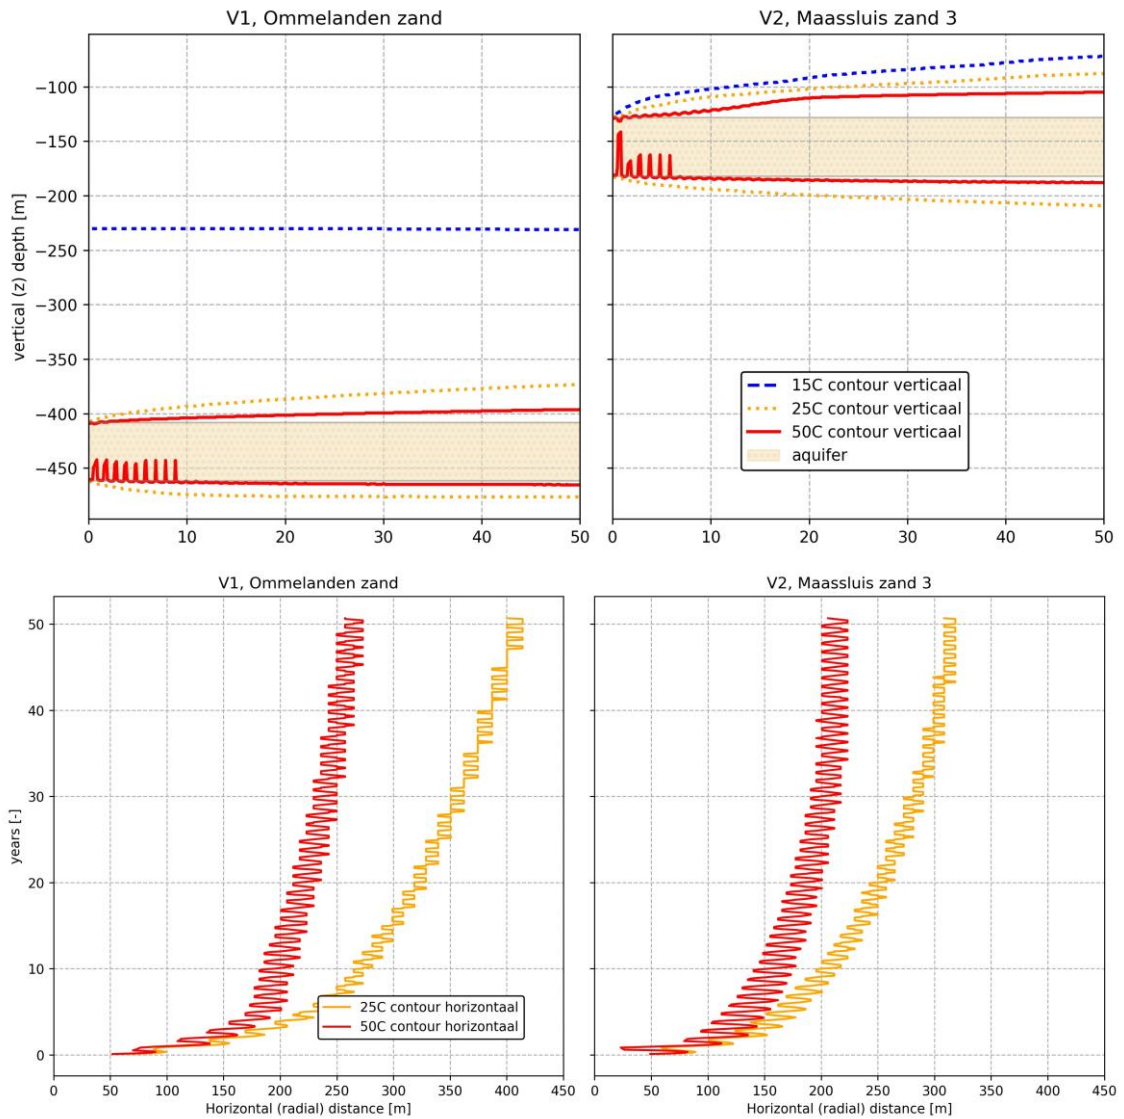 V1, Ommelanden zand
V2, Maassluis zand 3
vertical (z) depth [m]
−100
−150
−200
−250
−300
−350
−400
−450
0 10 20 30 40 50
0 10 20 30 40 50
15C contour verticaal
25C contour verticaal
50C contour verticaal
aquifer
V1, Ommelanden zand
V2, Maassluis zand 3
years [-]
50
40
30
20
10
0
25C contour horizontaal
50C contour horizontaal
0 50 100 150 200 250 300 350 400 450
0 50 100 150 200 250 300 350 400 450
Horizontal (radial) distance [m]
Horizontal (radial) distance [m]